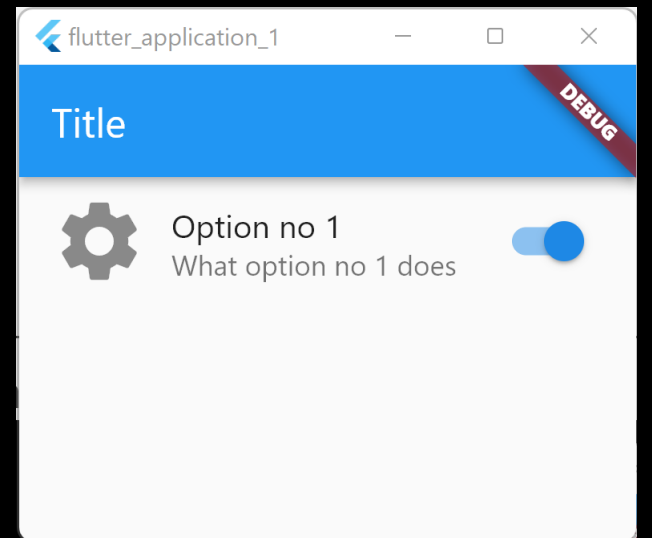 flutter_application_1
Title
DEBUG
Option no 1
What option no 1 does